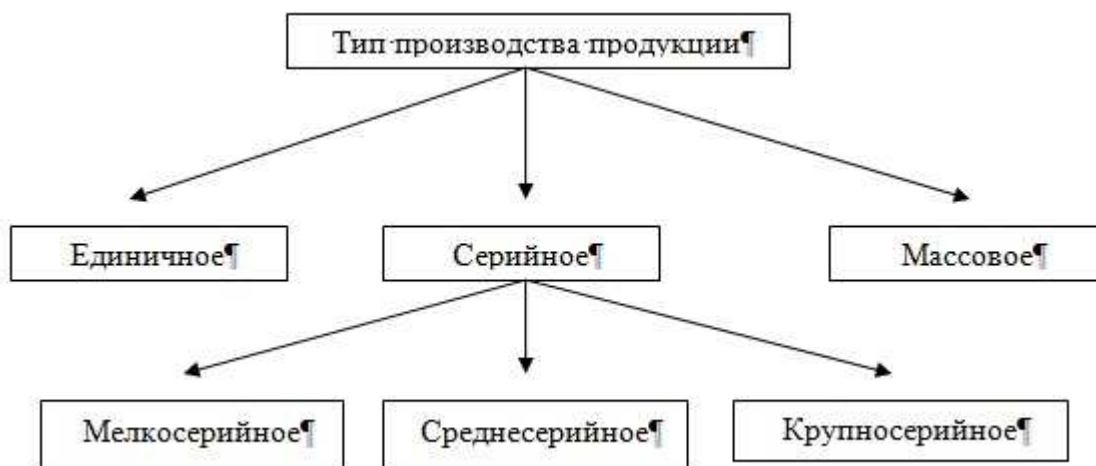 Тип·производства·продукции¶
Единичное¶
Серийное¶
Массовое¶
Мелкосерийное¶
Среднесерийное¶
Крупносерийное¶